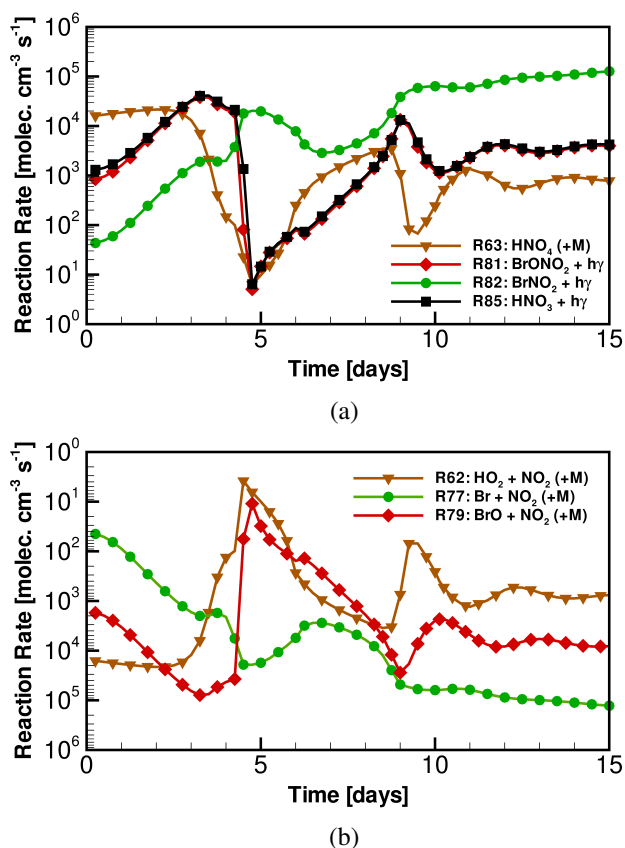 10⁶
10⁵
10⁴
10³
10²
10¹
10⁰
Reaction Rate [molec. cm⁻³ s⁻¹]
R63: HNO₄ (+M)
R81: BrONO₂ + hγ
R82: BrNO₂ + hγ
R85: HNO₃ + hγ
0 5 10 15
Time [days]
(a)
10⁰
10¹
10²
10³
10⁴
10⁵
10⁶
Reaction Rate [molec. cm⁻³ s⁻¹]
R62: HO₂ + NO₂ (+M)
R77: Br + NO₂ (+M)
R79: BrO + NO₂ (+M)
0 5 10 15
Time [days]
(b)